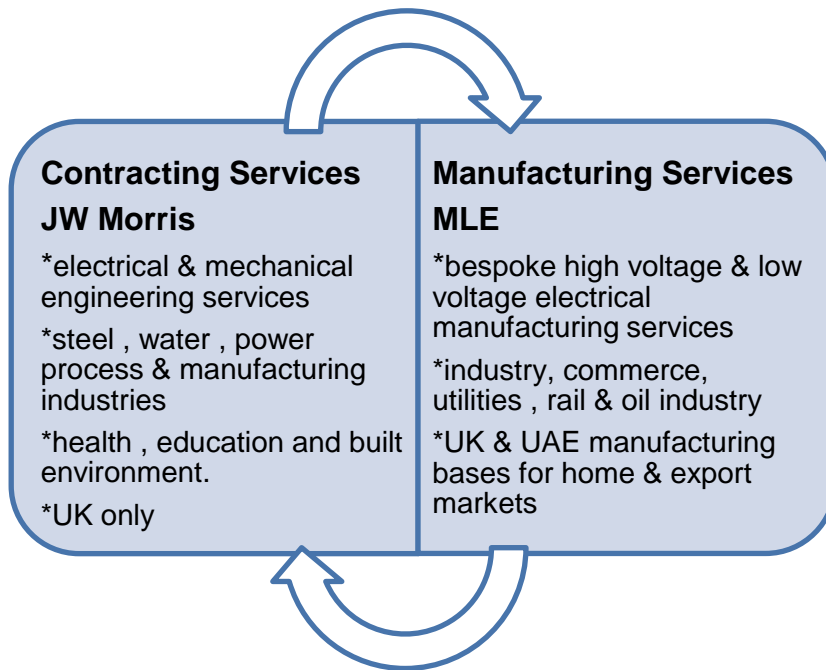 Contracting Services
JW Morris
*electrical & mechanical
engineering services
*steel , water , power
process & manufacturing
industries
*health , education and built
environment.
*UK only
Manufacturing Services
MLE
*bespoke high voltage & low
voltage electrical
manufacturing services
*industry, commerce,
utilities , rail & oil industry
*UK & UAE manufacturing
bases for home & export
markets